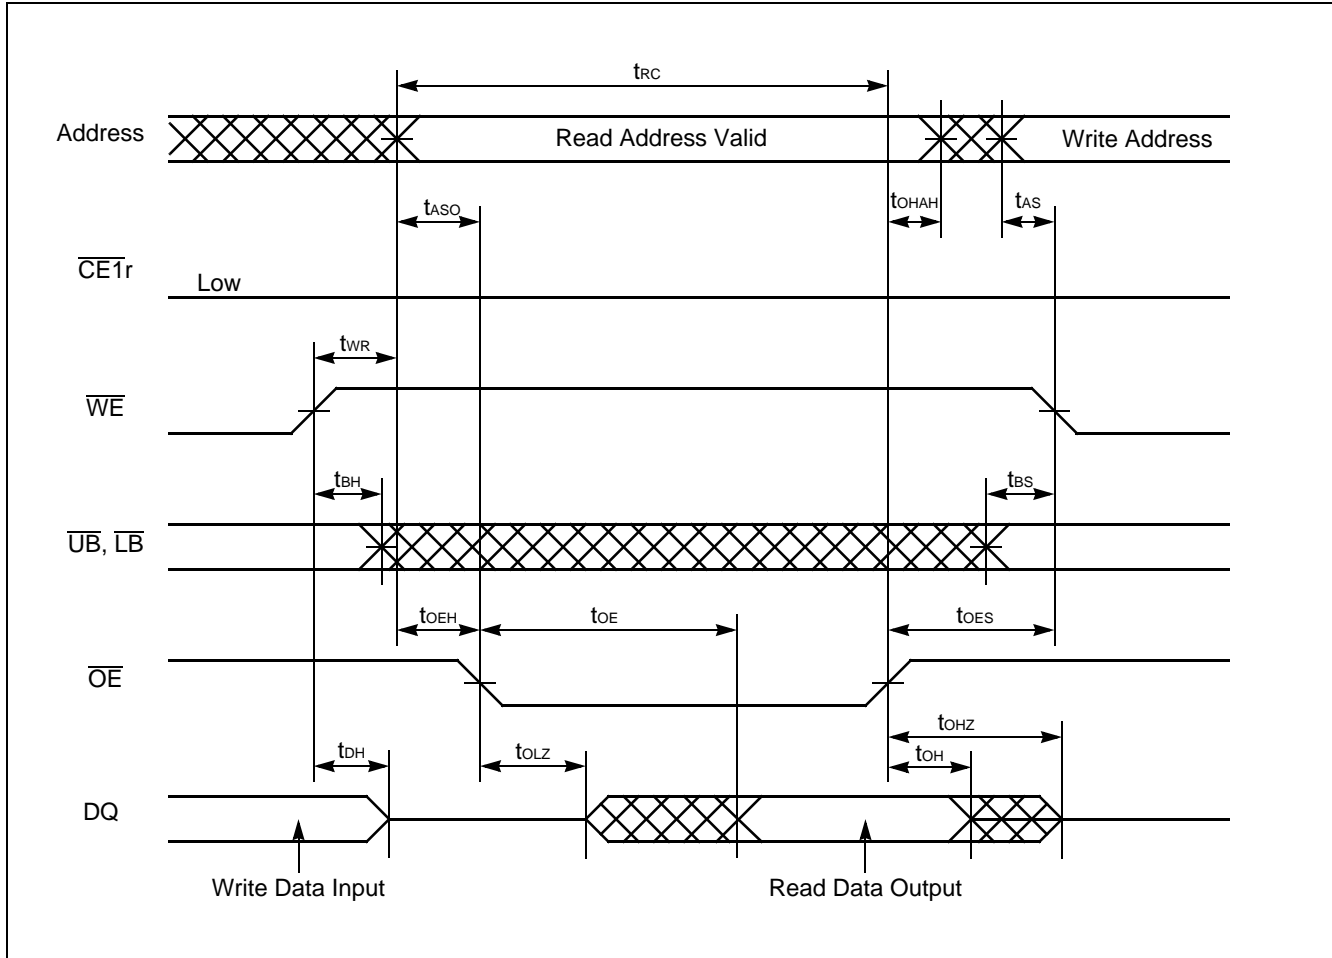 tRC
Address
Read Address Valid
Write Address
tASO
tOHAH
tAS
CE1r
Low
tWR
WE
tBH
tBS
UB, LB
tOEH
tOE
tOES
OE
tOHZ
tDH
tOLZ
tOH
DQ
Write Data Input
Read Data Output